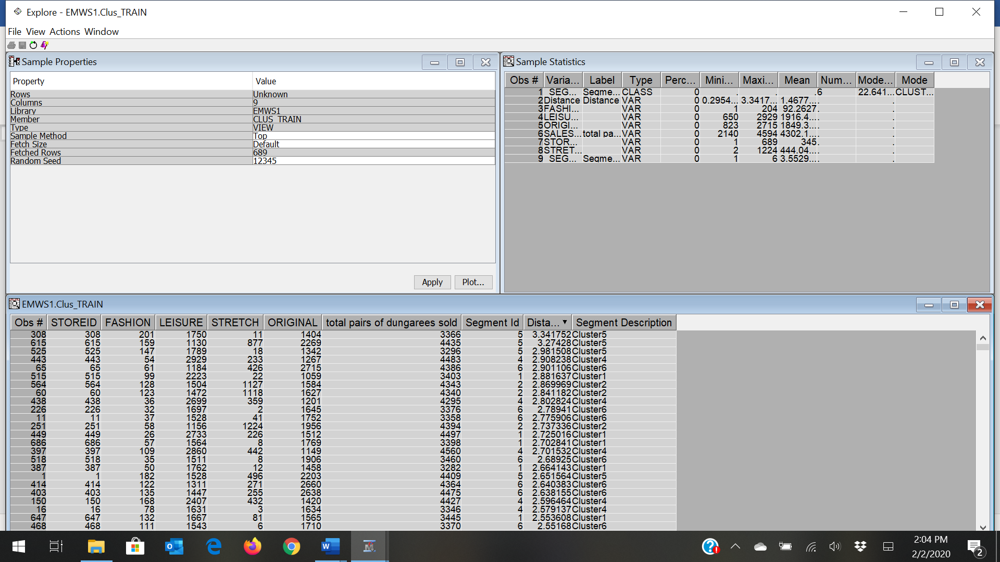 Explore - EMWS1.Clus_TRAIN
File View Actions Window
Sample Properties
Property Value
Rows Unknown
Columns 9
Library EMWS1
Member CLUS_TRAIN
Type VIEW
Sample Method Top
Fetch Size Default
Fetched Rows 689
Random Seed 12345
Apply Plot...
Sample Statistics
Obs # Varia... Label Type Perc... Mini... Maxi... Mean Num... Mode... Mode
1 SEG... Segme... CLASS 0 . . . 6 22.641... CLUST...
2 Distance Distance VAR 0 0.2954... 3.3417... 1.4677... . .
3 FASHI... VAR 0 1 204 92.2627 . .
4 LEISU... VAR 0 650 2929 1916.4... . .
5 ORIGI... VAR 0 823 2715 1849.3... . .
6 SALES... total pa... VAR 0 2140 4594 4302.1... . .
7 STOR... VAR 0 1 689 345 . .
8 STRET... VAR 0 2 1224 444.04... . .
9 SEG... Segme... VAR 0 1 6 3.5529... . .
EMWS1.Clus_TRAIN
Obs # STOREID FASHION LEISURE STRETCH ORIGINAL total pairs of dungarees sold Segment Id Dista... Segment Description
308 308 201 1750 11 1404 3366 5 3.341752 Cluster5
615 615 159 1130 877 2269 4435 5 3.27428 Cluster5
525 525 147 1789 18 1342 3296 5 2.981508 Cluster5
443 443 54 2929 233 1267 4483 4 2.908238 Cluster4
65 65 61 1184 426 2715 4386 6 2.901106 Cluster6
515 515 99 2223 22 1059 3403 1 2.881637 Cluster1
564 564 128 1504 1127 1584 4343 2 2.869969 Cluster2
60 60 123 1472 1118 1627 4340 2 2.841182 Cluster2
438 438 36 2699 359 1201 4295 4 2.802824 Cluster4
226 226 32 1697 2 1645 3376 6 2.78941 Cluster6
11 11 37 1528 41 1752 3358 6 2.775906 Cluster6
251 251 58 1156 1224 1956 4394 2 2.737336 Cluster2
449 449 26 2733 226 1512 4497 1 2.725016 Cluster1
686 686 57 1564 8 1769 3398 1 2.702841 Cluster1
397 397 109 2860 442 1149 4560 4 2.701532 Cluster4
518 518 35 1511 8 1906 3460 6 2.68925 Cluster6
387 387 50 1762 12 1458 3282 1 2.664143 Cluster1
1 1 182 1528 496 2203 4409 5 2.651564 Cluster5
414 414 122 1311 271 2660 4364 6 2.640383 Cluster6
403 403 135 1447 255 2638 4475 6 2.638155 Cluster6
150 150 168 2407 432 1420 4427 4 2.596464 Cluster4
16 16 78 1631 3 1634 3346 4 2.579137 Cluster4
647 647 132 1667 81 1565 3445 1 2.553608 Cluster1
468 468 111 1543 6 1710 3370 6 2.55168 Cluster6
2:04 PM
2/2/2020
2